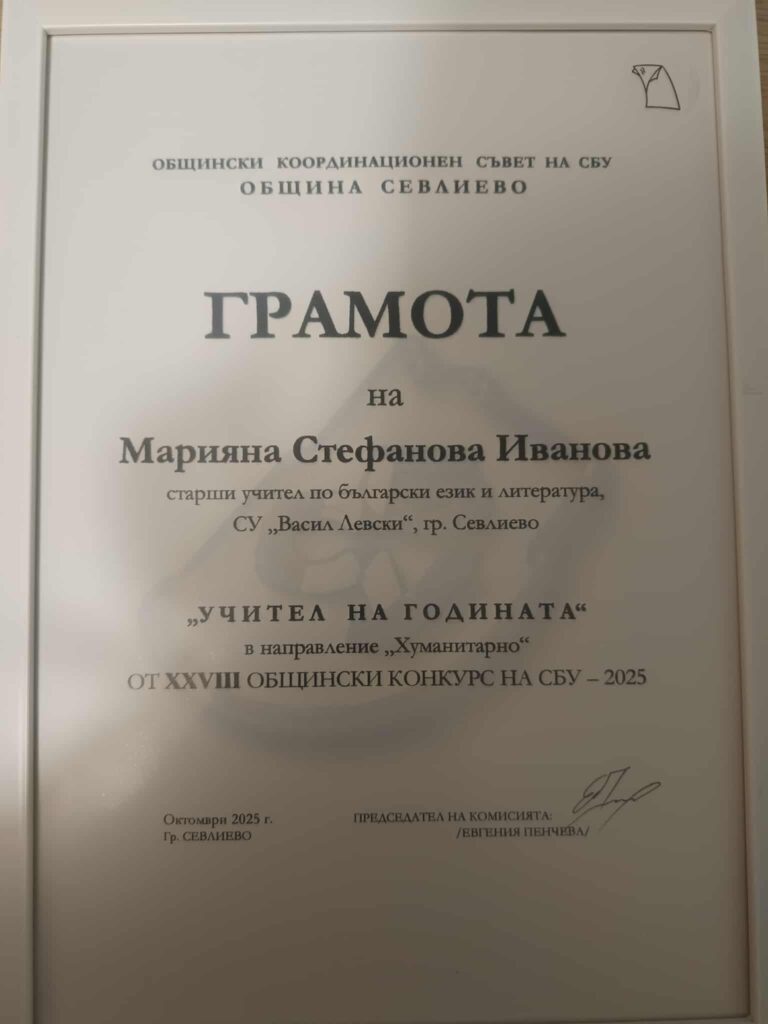 ОБЩИНСКИ КООРДИНАЦИОНЕН СЪВЕТ НА СБУ
ОБЩИНА СЕВЛИЕВО
ГРАМОТА
на
Марияна Стефанова Иванова
старши учител по български език и литература,
СУ „Васил Левски“, гр. Севлиево
„УЧИТЕЛ НА ГОДИНАТА“
в направление „Хуманитарно“
ОТ XXVIII ОБЩИНСКИ КОНКУРС НА СБУ – 2025
Октомври 2025 г.
Гр. СЕВЛИЕВО
ПРЕДСЕДАТЕЛ НА КОМИСИЯТА:
/ЕВГЕНИЯ ПЕНЧЕВА/